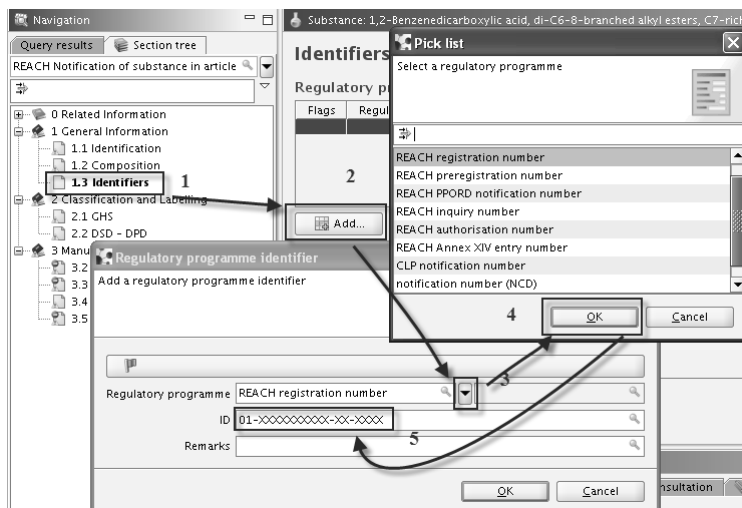 Navigation
Query results
Section tree
REACH Notification of substance in article
0 Related Information
1 General Information
1.1 Identification
1.2 Composition
1.3 Identifiers
1
2 Classification and Labelling
2.1 GHS
2.2 DSD - DPD
3 Manu
3.2
3.3
3.4
3.5
Substance: 1,2-Benzenedicarboxylic acid, di-C6-8-branched alkyl esters, C7-rich
Identifiers
Regulatory p
Flags
Regul
2
Add...
Pick list
Select a regulatory programme
REACH registration number
REACH preregistration number
REACH PPORD notification number
REACH inquiry number
REACH authorisation number
REACH Annex XIV entry number
CLP notification number
notification number (NCD)
4
OK
Cancel
Regulatory programme identifier
Add a regulatory programme identifier
Regulatory programme
REACH registration number
3
ID
01-XXXXXXXXXX-XX-XXXX
5
Remarks
OK
Cancel
nsultation